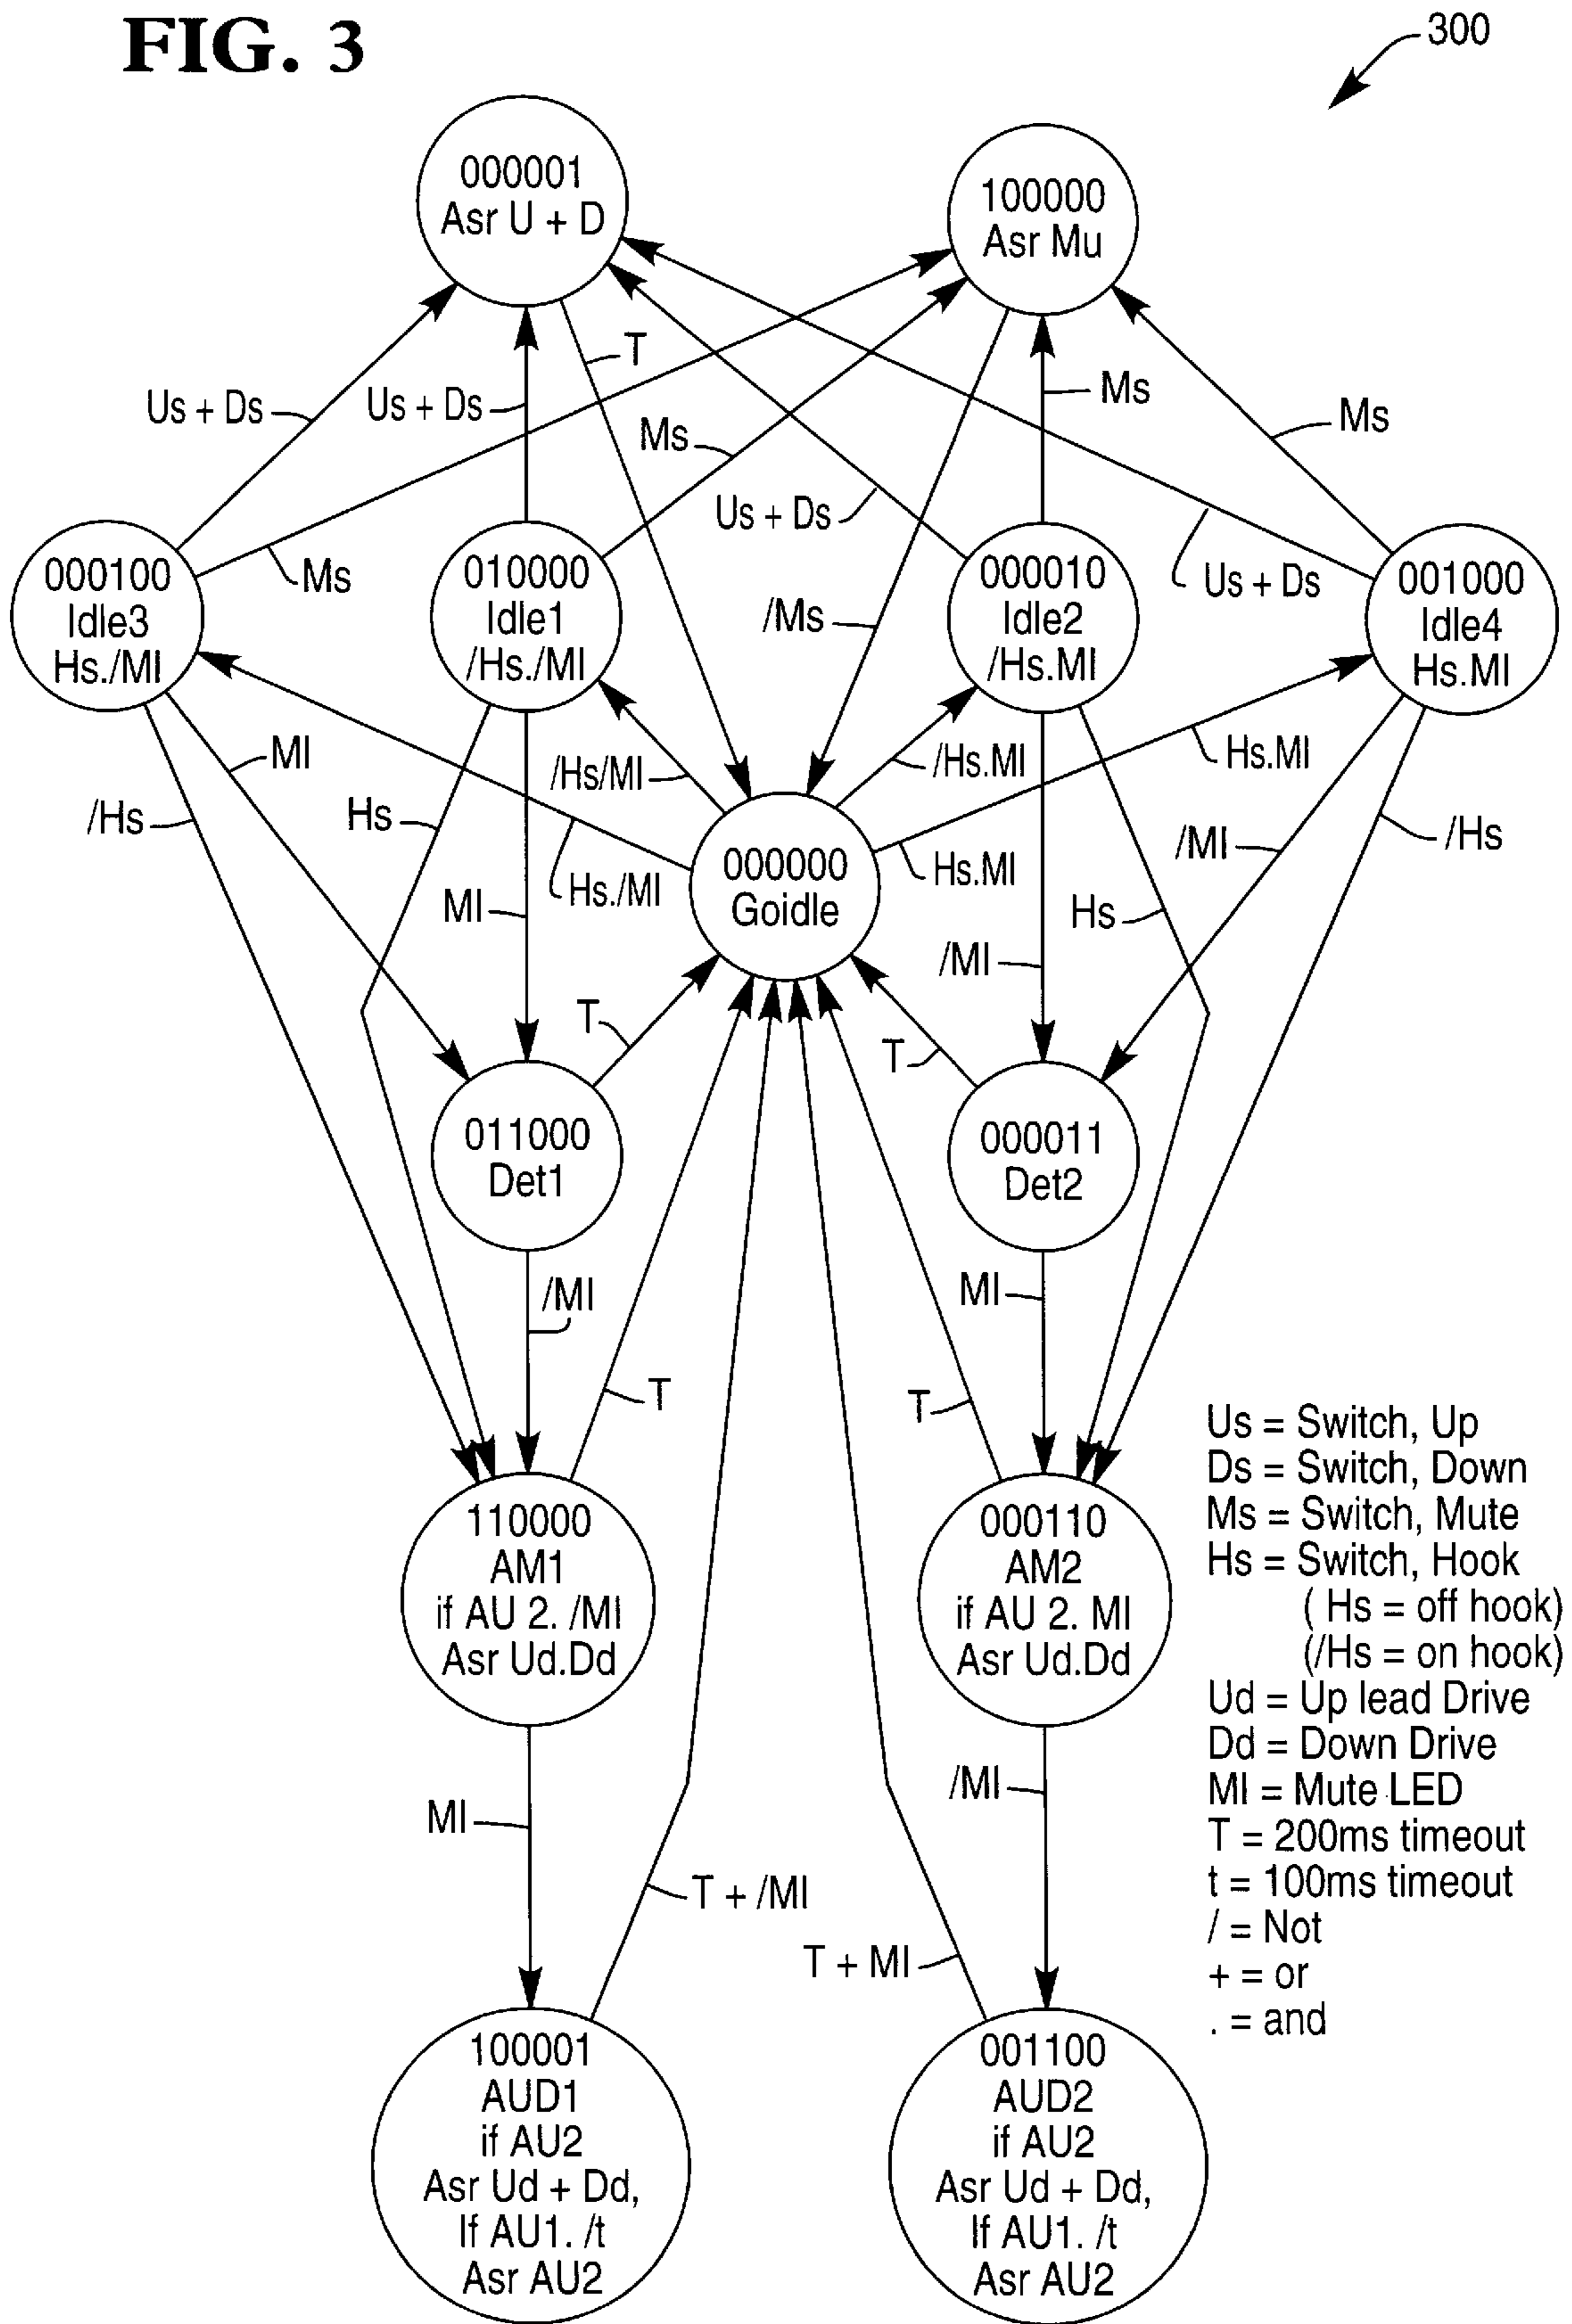 FIG. 3
300
000001
Asr U + D
100000
Asr Mu
T
Us + Ds
Us + Ds
Ms
Ms
Ms
Us + Ds
Ms
Us + Ds
/Ms
000100
Idle3
Hs./Ml
010000
Idle1
/Hs./Ml
000010
Idle2
/Hs.Ml
001000
Idle4
Hs.Ml
Ml
/Hs
Hs
/Hs/Ml
/Hs.Ml
Hs.Ml
Hs./Ml
Hs.Ml
Ml
/Ml
/Hs
Hs
/Ml
000000
Goidle
T
T
011000
Det1
000011
Det2
/Ml
Ml
T
T
110000
AM1
if AU 2. /Ml
Asr Ud.Dd
000110
AM2
if AU 2. Ml
Asr Ud.Dd
Us = Switch, Up
Ds = Switch, Down
Ms = Switch, Mute
Hs = Switch, Hook
( Hs = off hook)
(/Hs = on hook)
Ud = Up lead Drive
Dd = Down Drive
Ml = Mute LED
T = 200ms timeout
t = 100ms timeout
/ = Not
+ = or
. = and
Ml
/Ml
T + /Ml
T + Ml
100001
AUD1
if AU2
Asr Ud + Dd,
If AU1. /t
Asr AU2
001100
AUD2
if AU2
Asr Ud + Dd,
If AU1. /t
Asr AU2